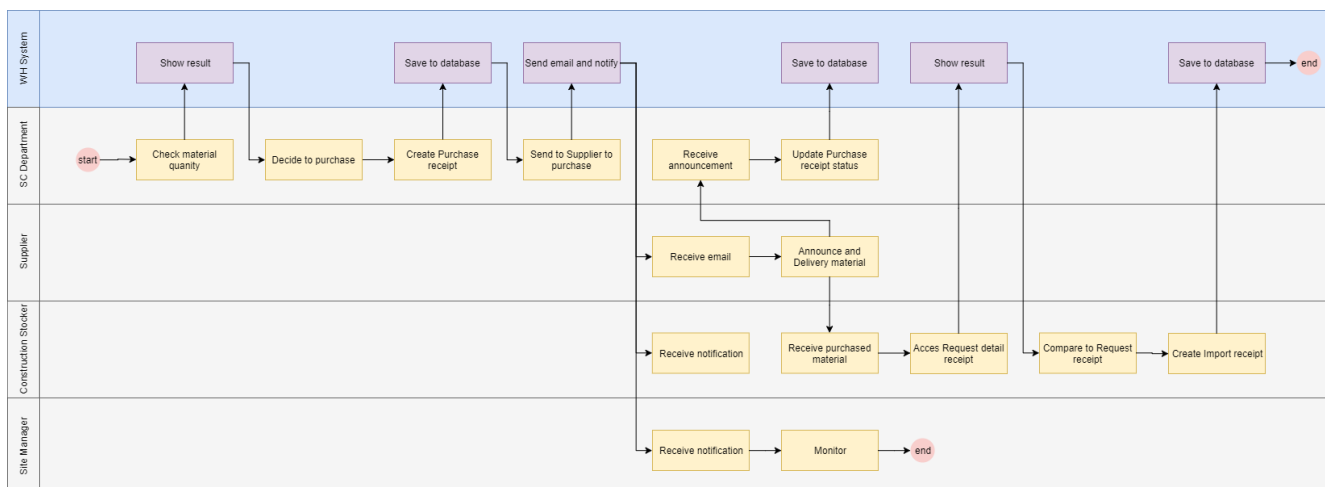 WH System
Show result
Save to database
Send email and notify
Save to database
Show result
Save to database
end
SC Department
start
Check material
quanity
Decide to purchase
Create Purchase
receipt
Send to Supplier to
purchase
Receive
announcement
Update Purchase
receipt status
Supplier
Receive email
Announce and
Delivery material
Construction Stocker
Receive notification
Receive purchased
material
Acces Request detail
receipt
Compare to Request
receipt
Create Import receipt
Site Manager
Receive notification
Monitor
end